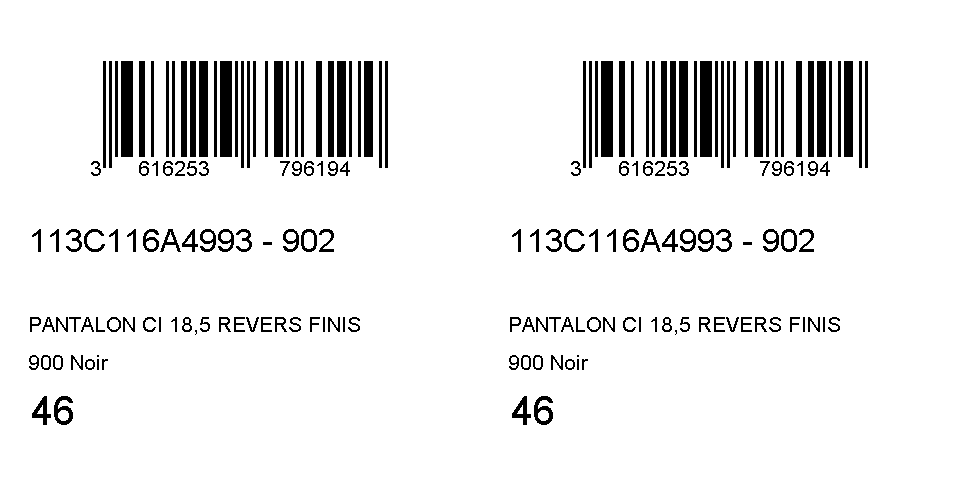 3 616253 796194
113C116A4993 - 902
PANTALON CI 18,5 REVERS FINIS
900 Noir
46
3 616253 796194
113C116A4993 - 902
PANTALON CI 18,5 REVERS FINIS
900 Noir
46